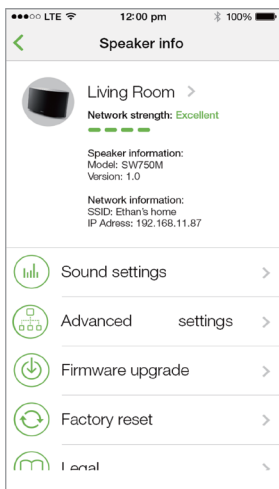 LTE 12:00 pm 100%
Speaker info
Living Room
Network strength: Excellent
Speaker information:
Model: SW750M
Version: 1.0
Network information:
SSID: Ethan's home
IP Adress: 192.168.11.87
Sound settings
Advanced settings
Firmware upgrade
Factory reset
Legal